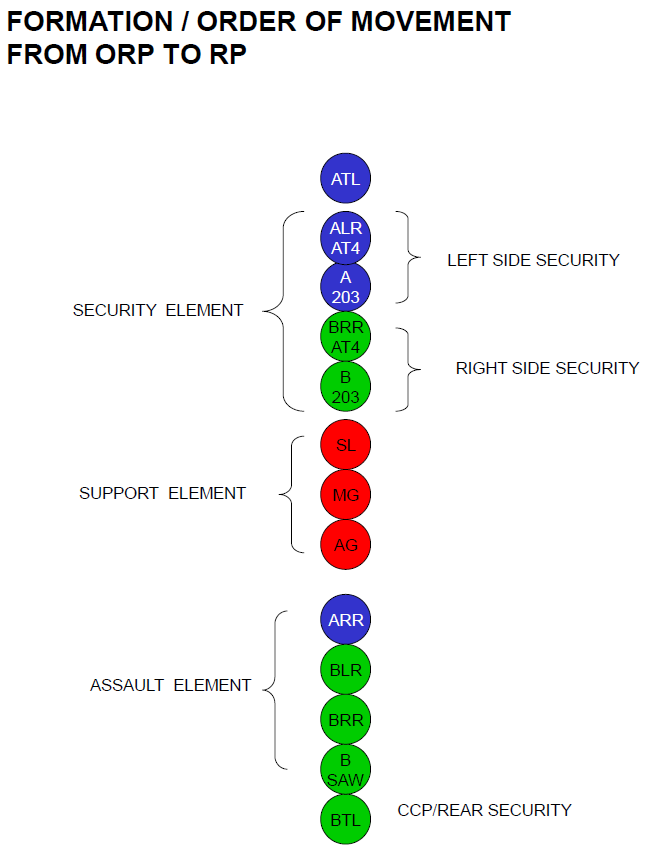 FORMATION / ORDER OF MOVEMENT
FROM ORP TO RP
ATL
ALR
AT4
LEFT SIDE SECURITY
A
203
SECURITY ELEMENT
BRR
AT4
RIGHT SIDE SECURITY
B
203
SL
SUPPORT ELEMENT
MG
AG
ARR
BLR
ASSAULT ELEMENT
BRR
B
SAW
CCP/REAR SECURITY
BTL